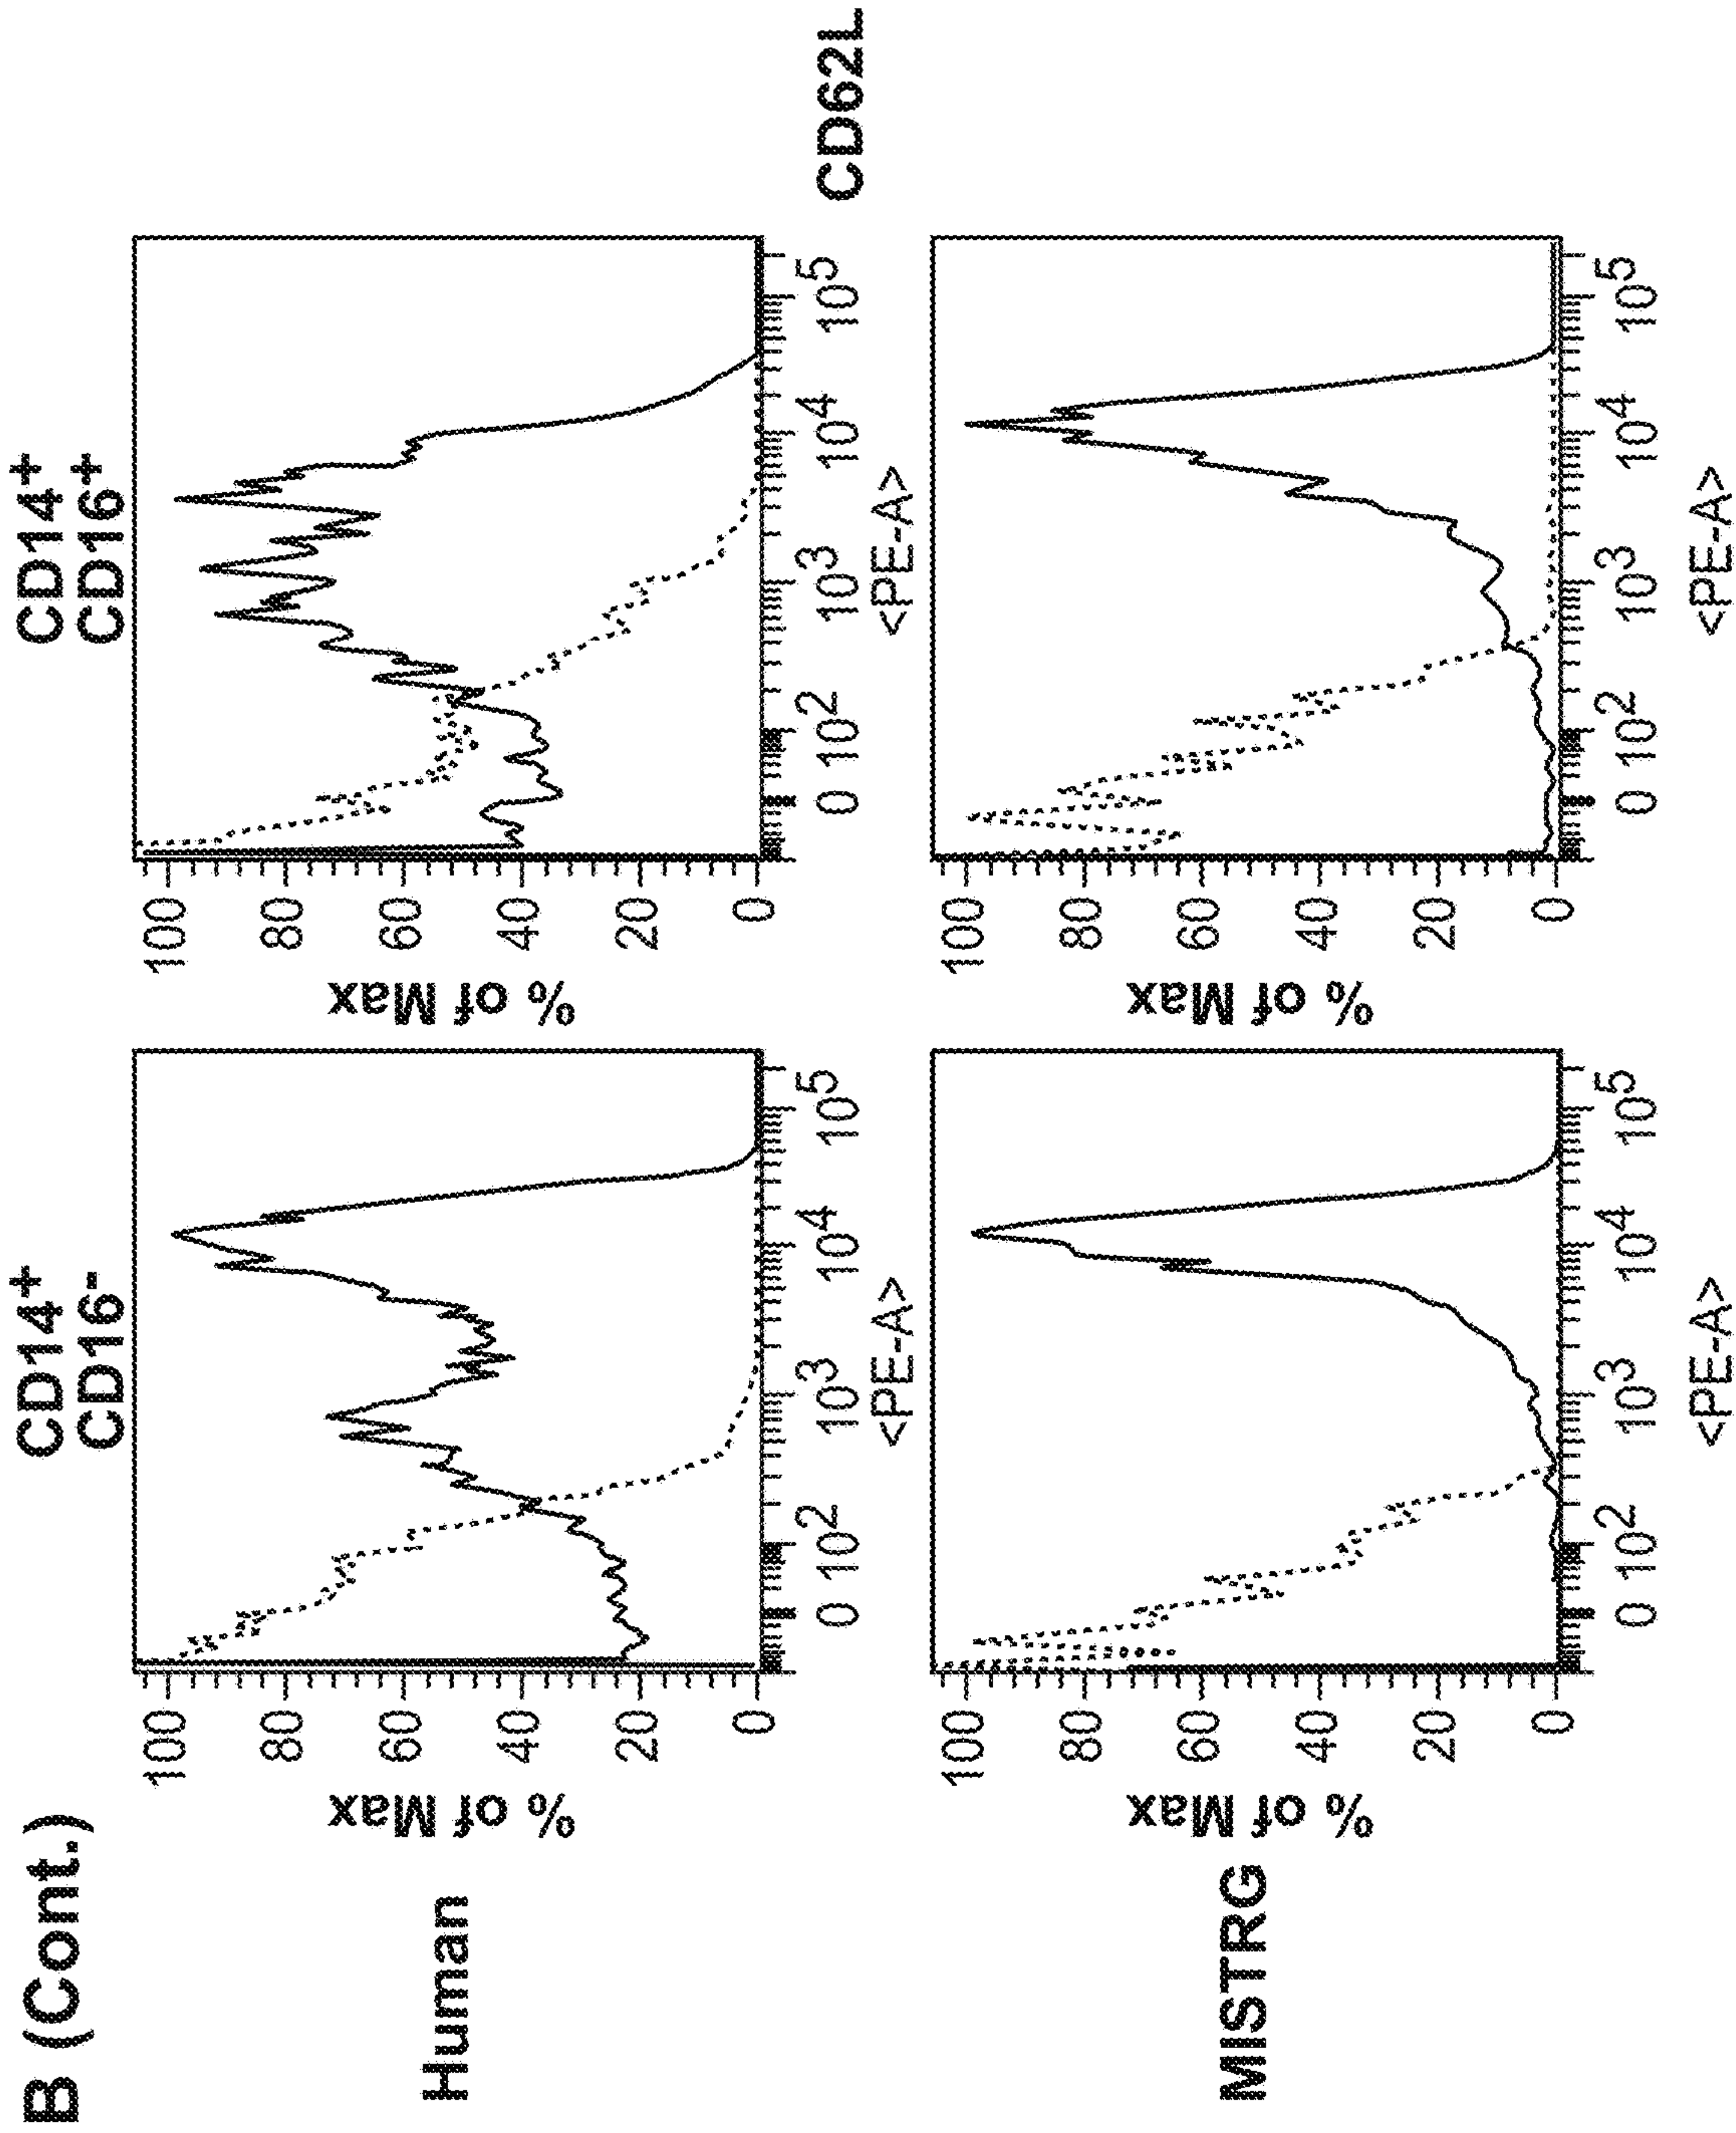 B (Cont.)
CD14+
CD16-
CD14+
CD16+
Human
% of Max
100
80
60
40
20
0
0 10² 10³ 10⁴ 10⁵
<PE-A>
% of Max
100
80
60
40
20
0
0 10² 10³ 10⁴ 10⁵
<PE-A>
CD62L
MISTRG
% of Max
100
80
60
40
20
0
0 10² 10³ 10⁴ 10⁵
<PE-A>
% of Max
100
80
60
40
20
0
0 10² 10³ 10⁴ 10⁵
<PE-A>